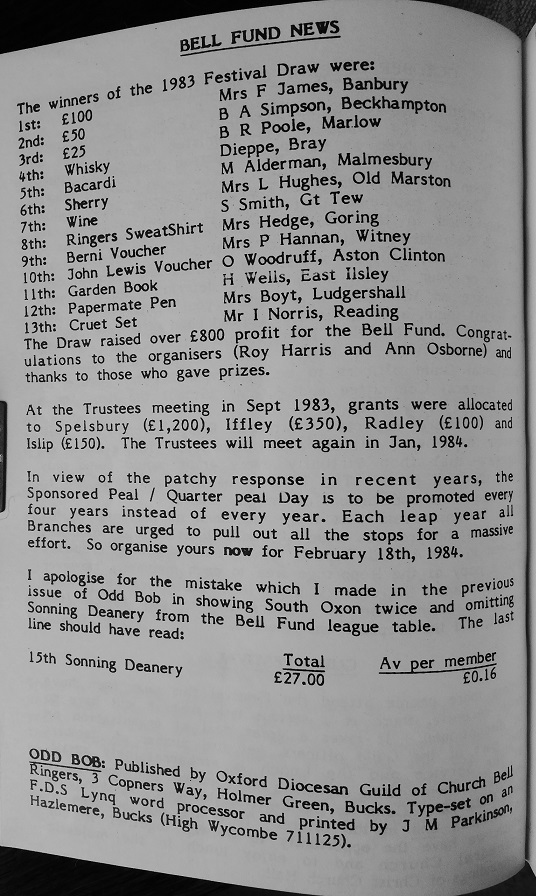 BELL FUND NEWS
The winners of the 1983 Festival Draw were:
1st: £100 Mrs F James, Banbury
2nd: £50 B A Simpson, Beckhampton
3rd: £25 B R Poole, Marlow
4th: Whisky Dieppe, Bray
5th: Bacardi M Alderman, Malmesbury
6th: Sherry Mrs L Hughes, Old Marston
7th: Wine S Smith, Gt Tew
8th: Ringers SweatShirt Mrs Hedge, Goring
9th: Berni Voucher Mrs P Hannan, Witney
10th: John Lewis Voucher O Woodruff, Aston Clinton
11th: Garden Book H Wells, East Ilsley
12th: Papermate Pen Mrs Boyt, Ludgershall
13th: Cruet Set Mr I Norris, Reading
The Draw raised over £800 profit for the Bell Fund. Congrat-
ulations to the organisers (Roy Harris and Ann Osborne) and
thanks to those who gave prizes.
At the Trustees meeting in Sept 1983, grants were allocated
to Spelsbury (£1,200), Iffley (£350), Radley (£100) and
Islip (£150). The Trustees will meet again in Jan, 1984.
In view of the patchy response in recent years, the
Sponsored Peal / Quarter peal Day is to be promoted every
four years instead of every year. Each leap year all
Branches are urged to pull out all the stops for a massive
effort. So organise yours now for February 18th, 1984.
I apologise for the mistake which I made in the previous
issue of Odd Bob in showing South Oxon twice and omitting
Sonning Deanery from the Bell Fund league table. The last
line should have read:
Total Av per member
15th Sonning Deanery £27.00 £0.16
ODD BOB: Published by Oxford Diocesan Guild of Church Bell
Ringers, 3 Copners Way, Holmer Green, Bucks. Type-set on an
F.D.S Lynq word processor and printed by J M Parkinson,
Hazlemere, Bucks (High Wycombe 711125).